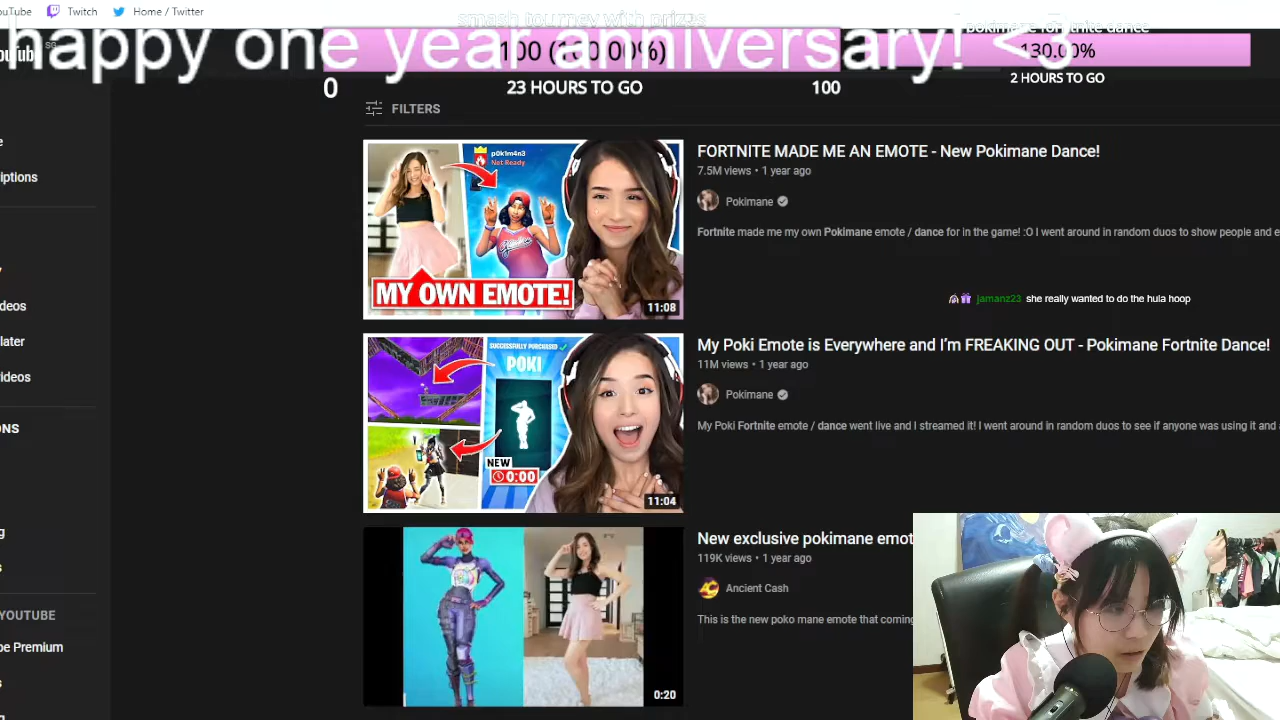 YouTube
Twitch
Home / Twitter
smash tourney with prizes
pokimane fortnite dance
happy one year anniversary! <3
100 (100.00%)
130.00%
SG
0
23 HOURS TO GO
100
2 HOURS TO GO
FILTERS
FORTNITE MADE ME AN EMOTE - New Pokimane Dance!
7.5M views • 1 year ago
Pokimane
Fortnite made me my own Pokimane emote / dance for in the game! :O I went around in random duos to show people and e
p0k1m4n3
Not Ready
MY OWN EMOTE!
11:08
jamanz23 she really wanted to do the hula hoop
My Poki Emote is Everywhere and I'm FREAKING OUT - Pokimane Fortnite Dance!
11M views • 1 year ago
Pokimane
My Poki Fortnite emote / dance went live and I streamed it! I went around in random duos to see if anyone was using it and
SUCCESSFULLY PURCHASED
POKI
NEW
0:00
11:04
New exclusive pokimane emot
119K views • 1 year ago
Ancient Cash
This is the new poko mane emote that coming
0:20
e
iptions
deos
later
ideos
ONS
g
s
YOUTUBE
be Premium
s
g